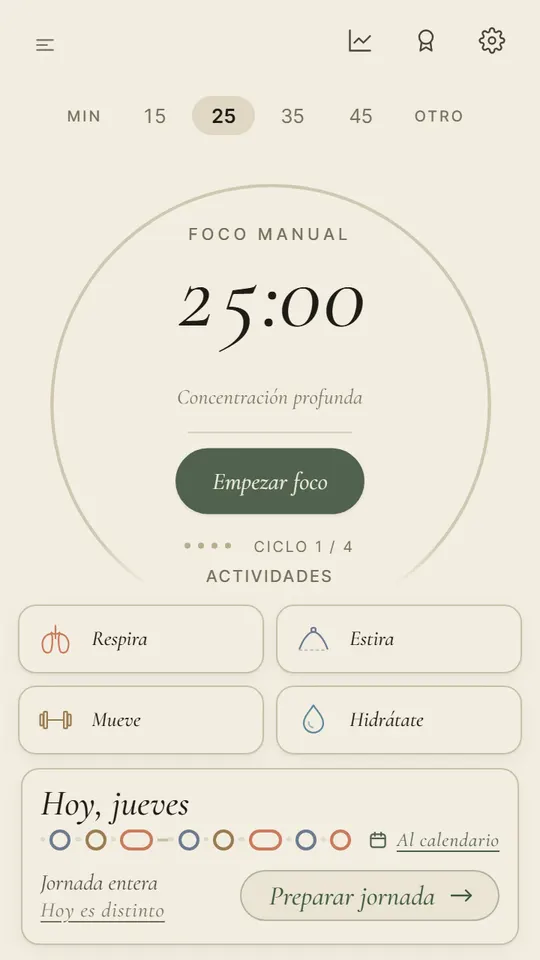 MIN 15 25 35 45 OTRO
FOCO MANUAL
25:00
Concentración profunda
Empezar foco
CICLO 1 / 4
ACTIVIDADES
Respira
Estira
Mueve
Hidrátate
Hoy, jueves
Al calendario
Jornada entera
Hoy es distinto
Preparar jornada →